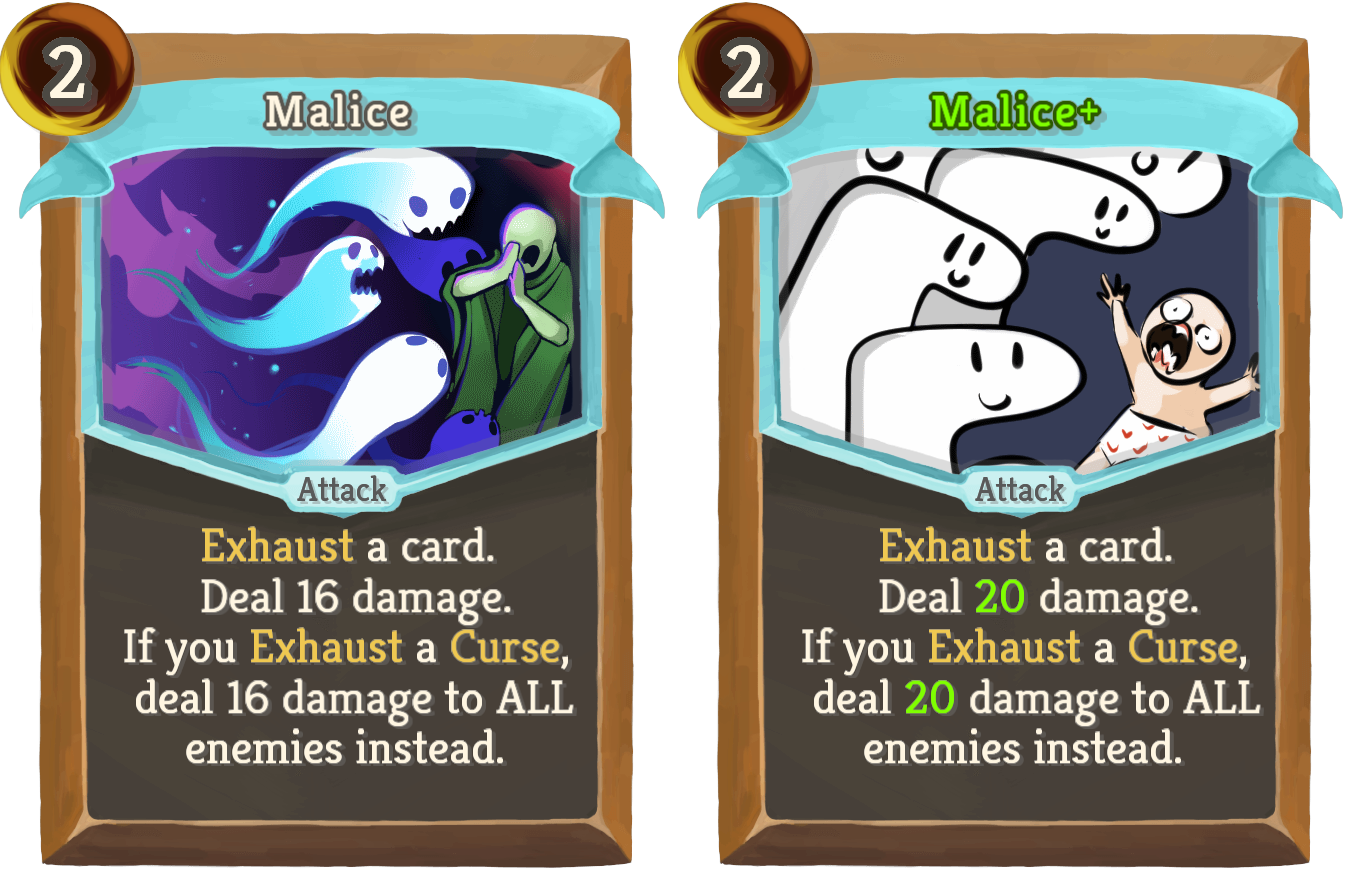 2
Malice
Attack
Exhaust a card.
Deal 16 damage.
If you Exhaust a Curse,
deal 16 damage to ALL
enemies instead.
2
Malice+
Attack
Exhaust a card.
Deal 20 damage.
If you Exhaust a Curse,
deal 20 damage to ALL
enemies instead.